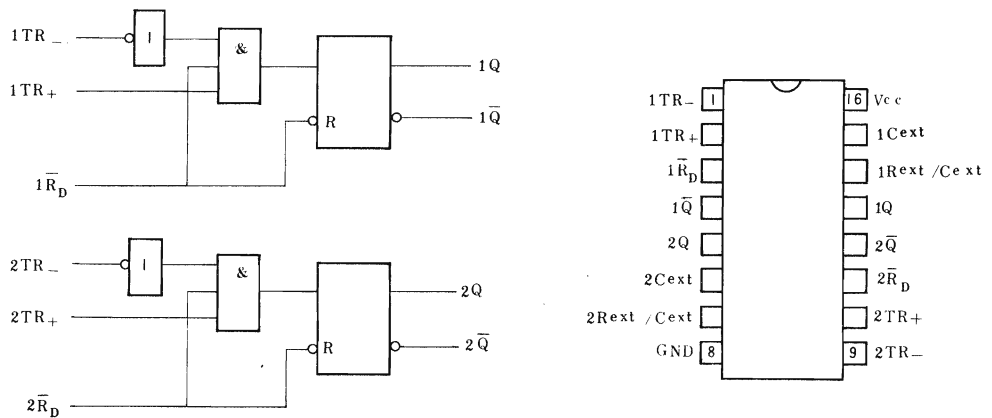 1TR−
1
&
1TR+
1Q
1Q̅
R
1R̅D
2TR−
1
&
2TR+
2Q
2Q̅
R
2R̅D
1TR− 1 16 Vcc
1TR+ 1Cext
1R̅D 1Rext/Cext
1Q̅ 1Q
2Q 2Q̅
2Cext 2R̅D
2Rext/Cext 2TR+
GND 8 9 2TR−